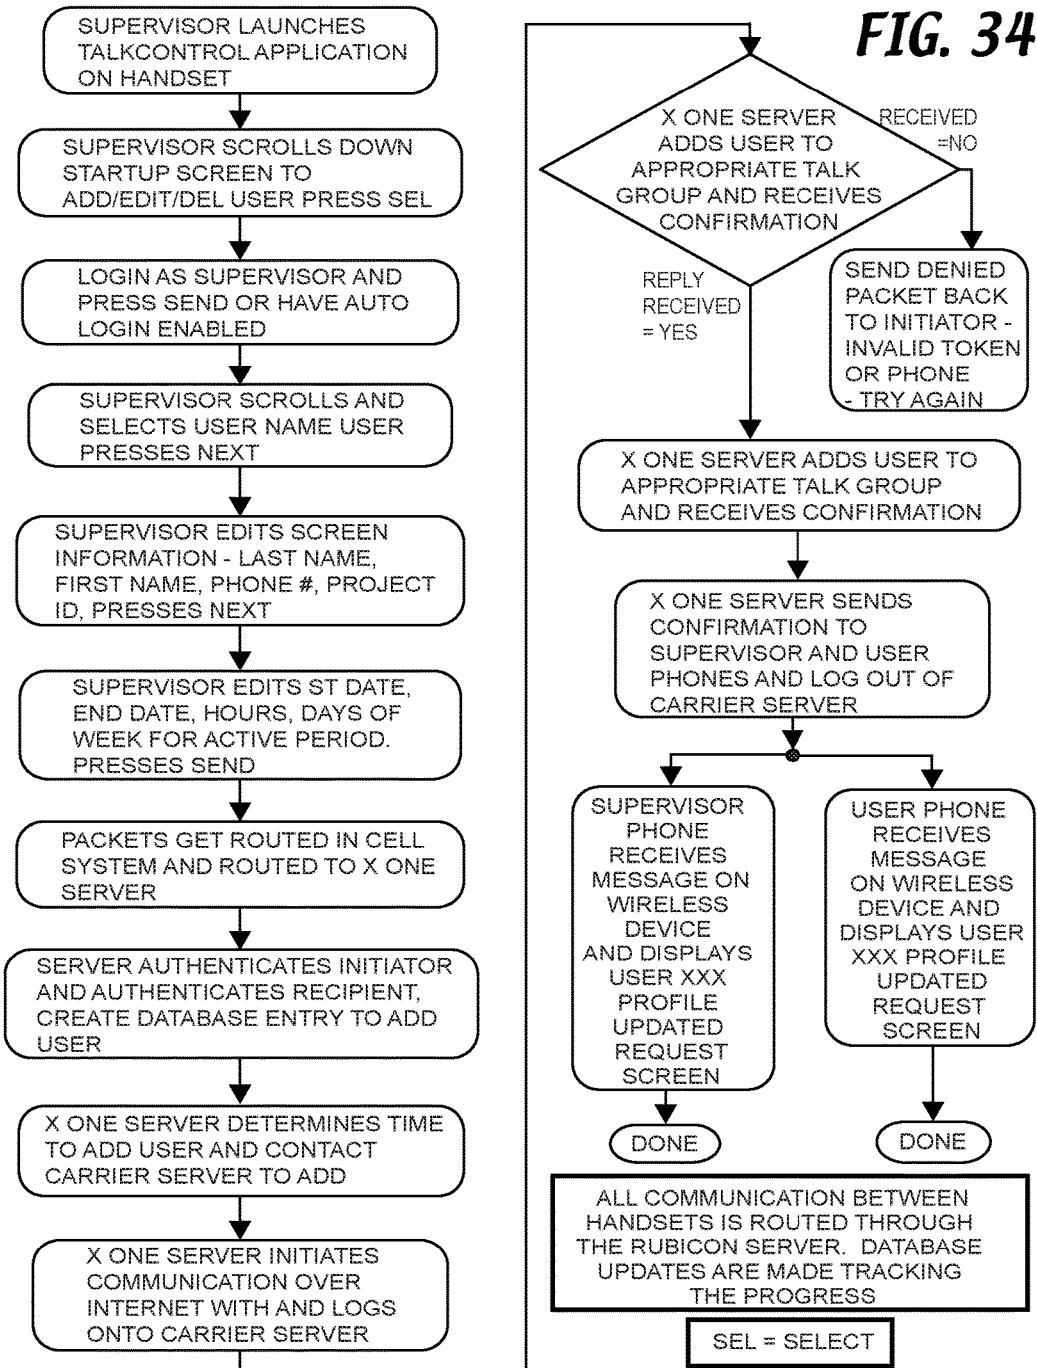 FIG. 34
SUPERVISOR LAUNCHES
TALKCONTROL APPLICATION
ON HANDSET
SUPERVISOR SCROLLS DOWN
STARTUP SCREEN TO
ADD/EDIT/DEL USER PRESS SEL
LOGIN AS SUPERVISOR AND
PRESS SEND OR HAVE AUTO
LOGIN ENABLED
SUPERVISOR SCROLLS AND
SELECTS USER NAME USER
PRESSES NEXT
SUPERVISOR EDITS SCREEN
INFORMATION - LAST NAME,
FIRST NAME, PHONE #, PROJECT
ID, PRESSES NEXT
SUPERVISOR EDITS ST DATE,
END DATE, HOURS, DAYS OF
WEEK FOR ACTIVE PERIOD.
PRESSES SEND
PACKETS GET ROUTED IN CELL
SYSTEM AND ROUTED TO X ONE
SERVER
SERVER AUTHENTICATES INITIATOR
AND AUTHENTICATES RECIPIENT,
CREATE DATABASE ENTRY TO ADD
USER
X ONE SERVER DETERMINES TIME
TO ADD USER AND CONTACT
CARRIER SERVER TO ADD
X ONE SERVER INITIATES
COMMUNICATION OVER
INTERNET WITH AND LOGS
ONTO CARRIER SERVER
X ONE SERVER
ADDS USER TO
APPROPRIATE TALK
GROUP AND RECEIVES
CONFIRMATION
RECEIVED
=NO
SEND DENIED
PACKET BACK
TO INITIATOR -
INVALID TOKEN
OR PHONE
- TRY AGAIN
REPLY
RECEIVED
= YES
X ONE SERVER ADDS USER TO
APPROPRIATE TALK GROUP
AND RECEIVES CONFIRMATION
X ONE SERVER SENDS
CONFIRMATION TO
SUPERVISOR AND USER
PHONES AND LOG OUT OF
CARRIER SERVER
SUPERVISOR
PHONE
RECEIVES
MESSAGE ON
WIRELESS
DEVICE
AND DISPLAYS
USER XXX
PROFILE
UPDATED
REQUEST
SCREEN
DONE
USER PHONE
RECEIVES
MESSAGE
ON WIRELESS
DEVICE AND
DISPLAYS USER
XXX PROFILE
UPDATED
REQUEST
SCREEN
DONE
ALL COMMUNICATION BETWEEN
HANDSETS IS ROUTED THROUGH
THE RUBICON SERVER. DATABASE
UPDATES ARE MADE TRACKING
THE PROGRESS
SEL = SELECT